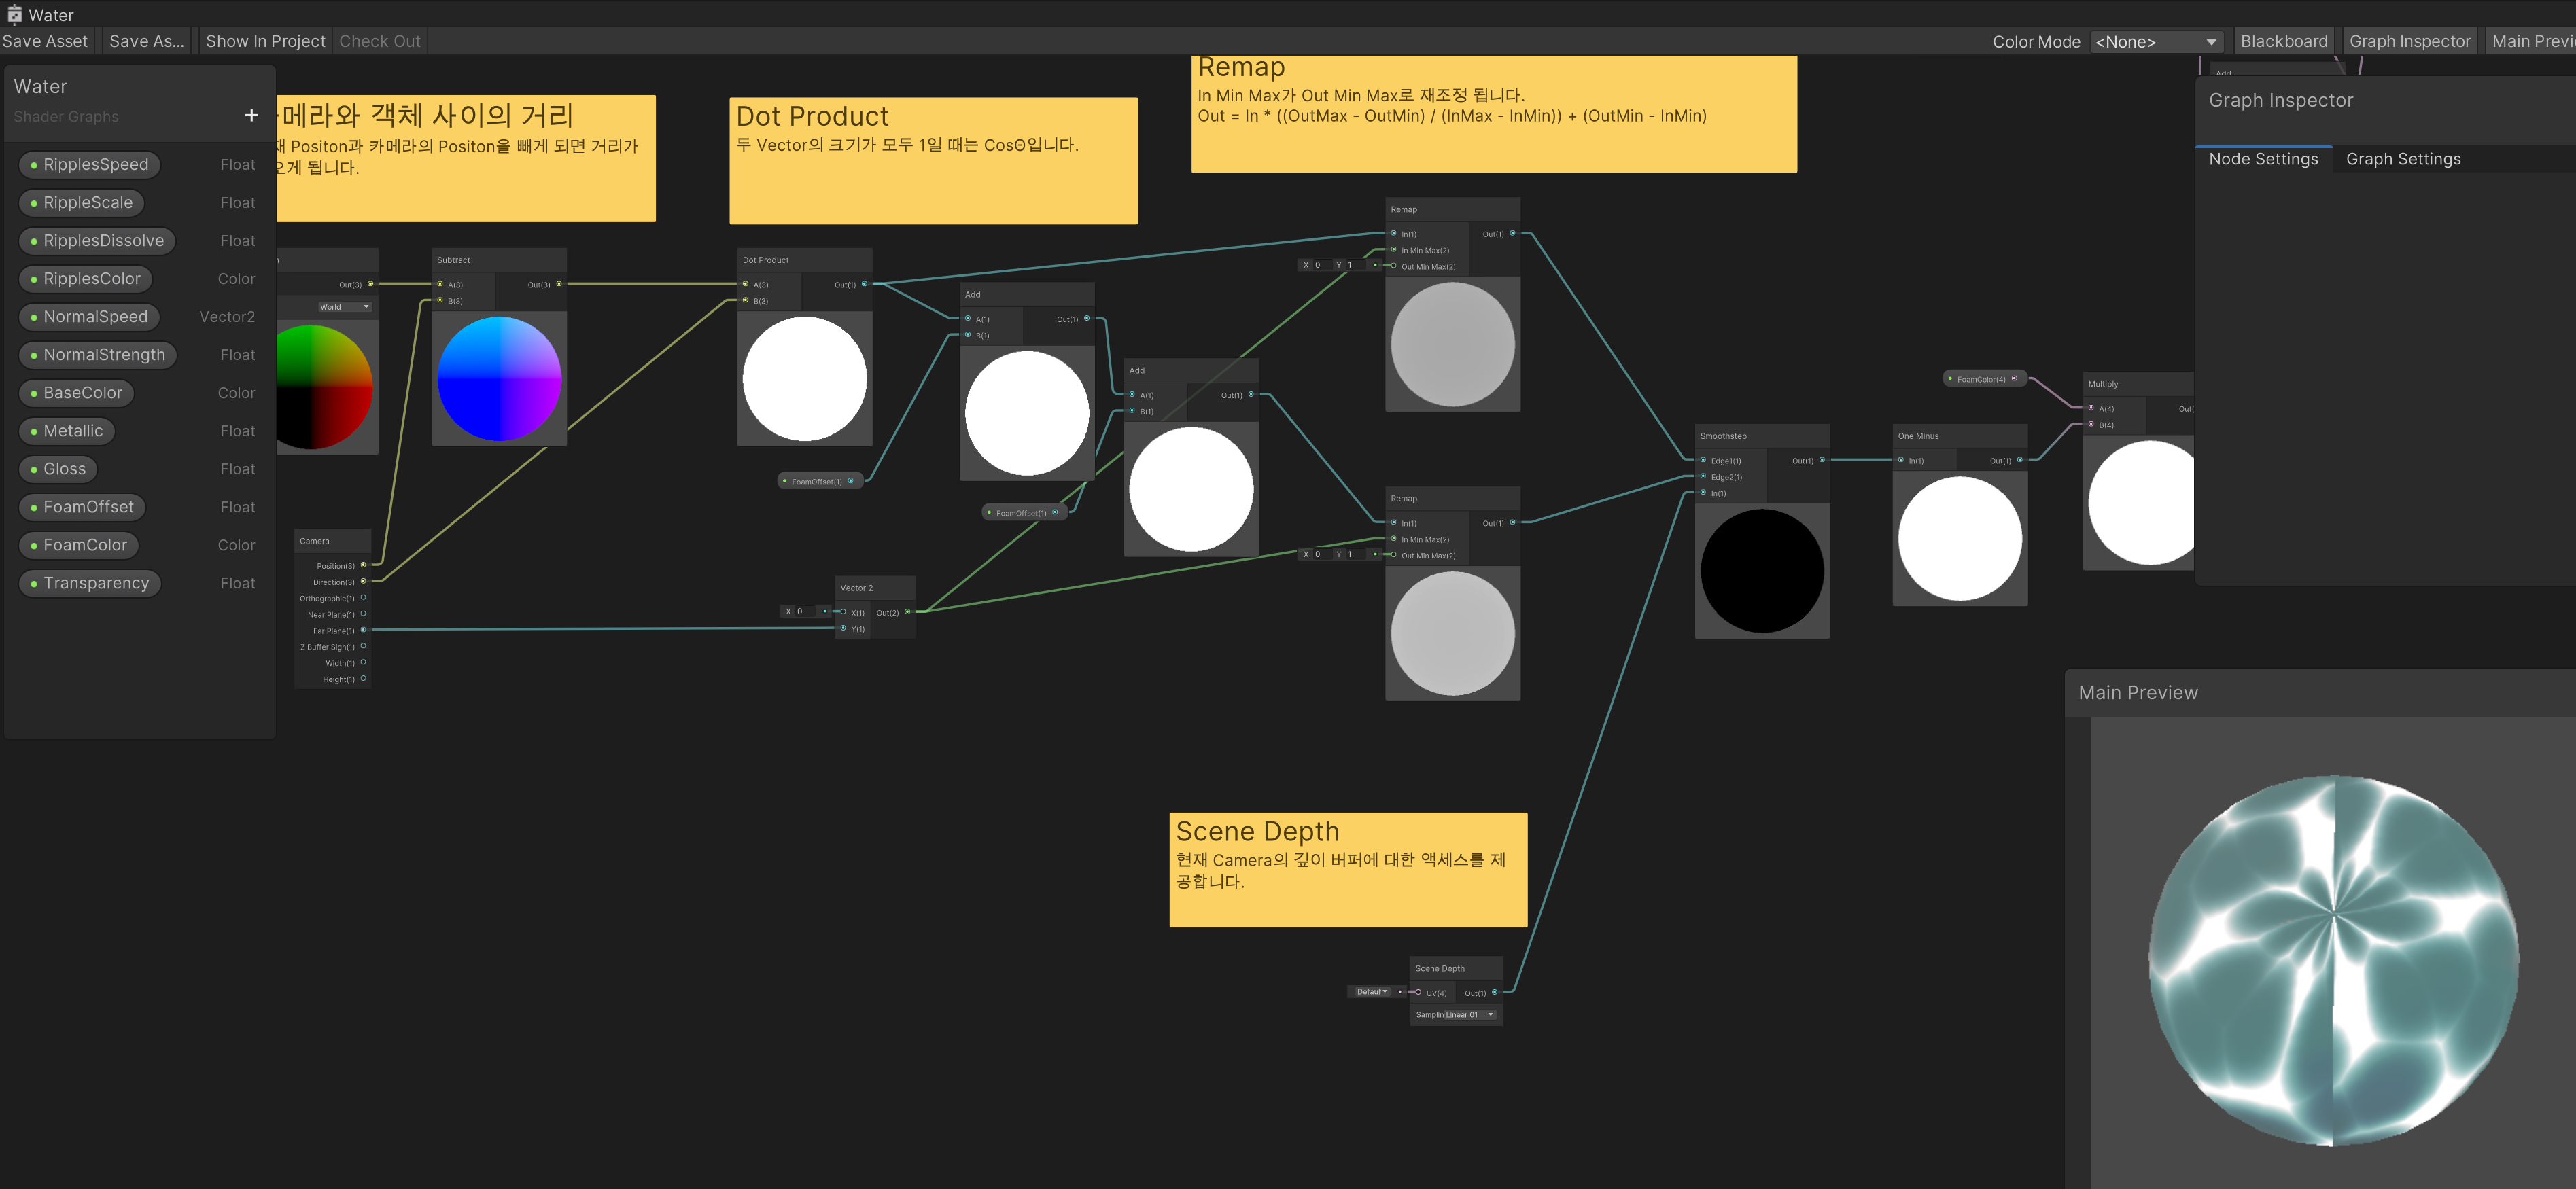 Water
Save Asset
Save As...
Show In Project
Check Out
Color Mode
<None>
Blackboard
Graph Inspector
Main Previ
Water
Shader Graphs
+
RipplesSpeed Float
RippleScale Float
RipplesDissolve Float
RipplesColor Color
NormalSpeed Vector2
NormalStrength Float
BaseColor Color
Metallic Float
Gloss Float
FoamOffset Float
FoamColor Color
Transparency Float
메라와 객체 사이의 거리
재 Positon과 카메라의 Positon을 빼게 되면 거리가
오게 됩니다.
Dot Product
두 Vector의 크기가 모두 1일 때는 CosΘ입니다.
Remap
In Min Max가 Out Min Max로 재조정 됩니다.
Out = In * ((OutMax - OutMin) / (InMax - InMin)) + (OutMin - InMin)
Add
Graph Inspector
Node Settings
Graph Settings
Out(3)
World
Subtract
A(3)
B(3)
Out(3)
Dot Product
A(3)
B(3)
Out(1)
Add
A(1)
B(1)
Out(1)
FoamOffset(1)
Add
A(1)
B(1)
Out(1)
FoamOffset(1)
Remap
In(1)
In Min Max(2)
Out Min Max(2)
Out(1)
X 0 Y 1
Remap
In(1)
In Min Max(2)
Out Min Max(2)
Out(1)
X 0 Y 1
Camera
Position(3)
Direction(3)
Orthographic(1)
Near Plane(1)
Far Plane(1)
Z Buffer Sign(1)
Width(1)
Height(1)
Vector 2
X 0
X(1)
Y(1)
Out(2)
Smoothstep
Edge1(1)
Edge2(1)
In(1)
Out(1)
One Minus
In(1)
Out(1)
FoamColor(4)
Multiply
A(4)
B(4)
Out(
Scene Depth
현재 Camera의 깊이 버퍼에 대한 액세스를 제
공합니다.
Scene Depth
Defaul
UV(4)
Out(1)
Samplin Linear 01
Main Preview